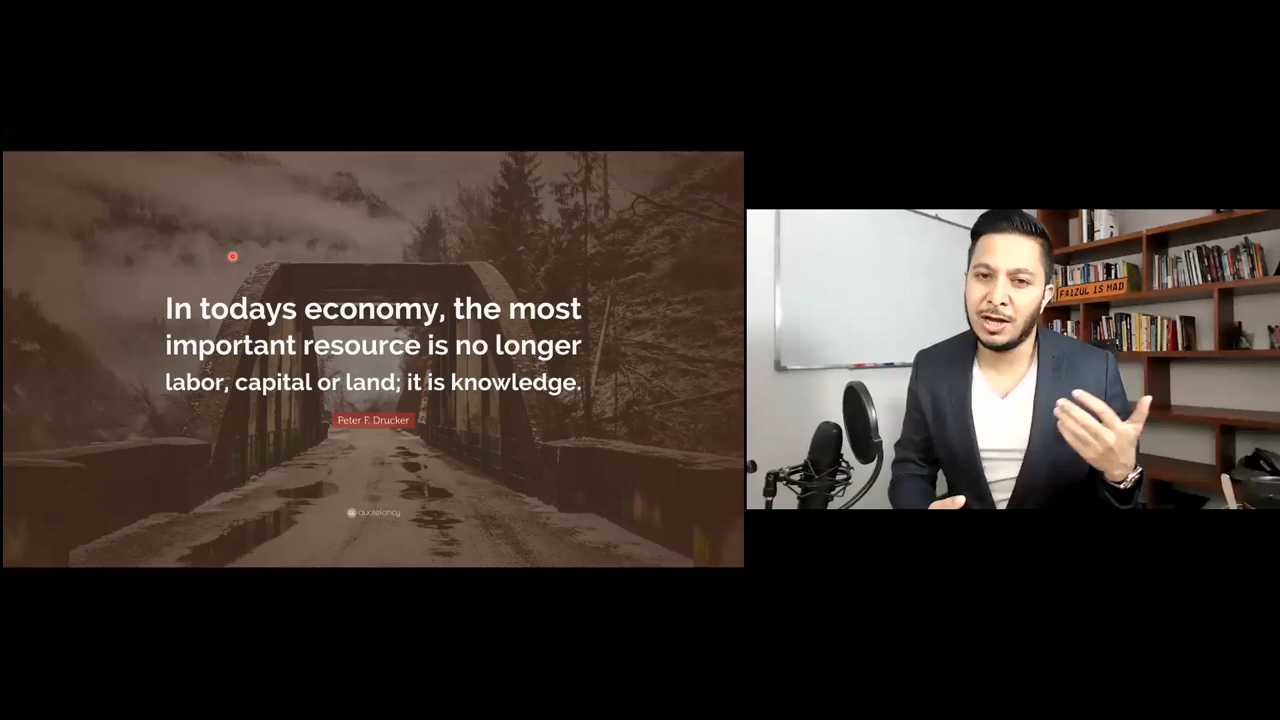 In todays economy, the most
important resource is no longer
labor, capital or land; it is knowledge.
Peter F. Drucker
quotefancy
FAIZUL IS MAD